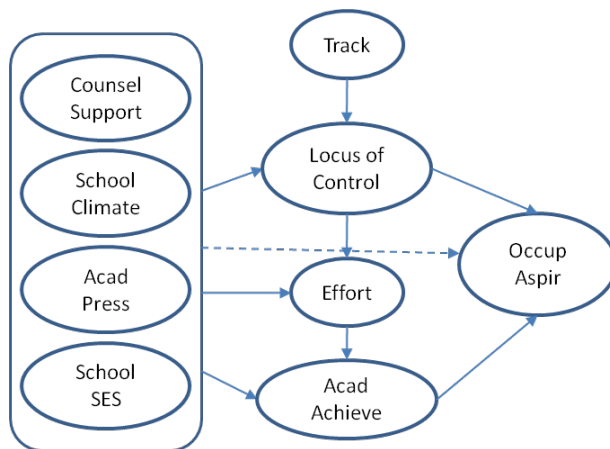 Counsel
Support
School
Climate
Acad
Press
School
SES
Track
Locus of
Control
Effort
Acad
Achieve
Occup
Aspir